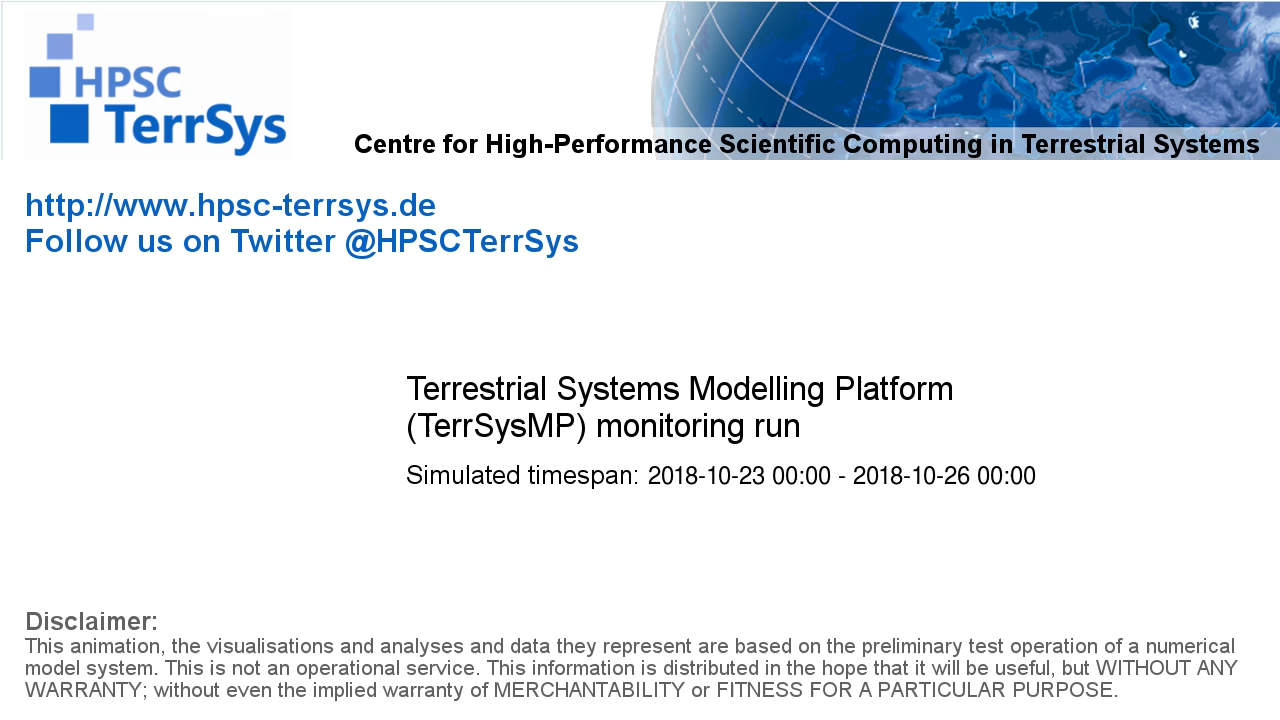 HPSC
TerrSys
Centre for High-Performance Scientific Computing in Terrestrial Systems
http://www.hpsc-terrsys.de
Follow us on Twitter @HPSCTerrSys
Terrestrial Systems Modelling Platform
(TerrSysMP) monitoring run
Simulated timespan: 2018-10-23 00:00 - 2018-10-26 00:00
Disclaimer:
This animation, the visualisations and analyses and data they represent are based on the preliminary test operation of a numerical
model system. This is not an operational service. This information is distributed in the hope that it will be useful, but WITHOUT ANY
WARRANTY; without even the implied warranty of MERCHANTABILITY or FITNESS FOR A PARTICULAR PURPOSE.